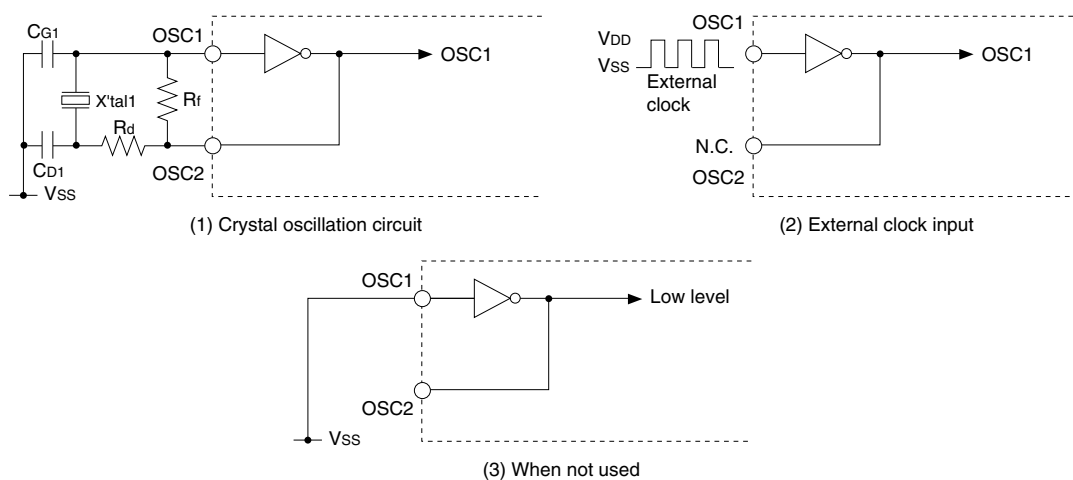 CG1
OSC1
OSC1
X'tal1
Rf
Rd
CD1
OSC2
VSS
(1) Crystal oscillation circuit
OSC1
VDD
VSS
External
clock
OSC1
N.C.
OSC2
(2) External clock input
OSC1
Low level
OSC2
VSS
(3) When not used